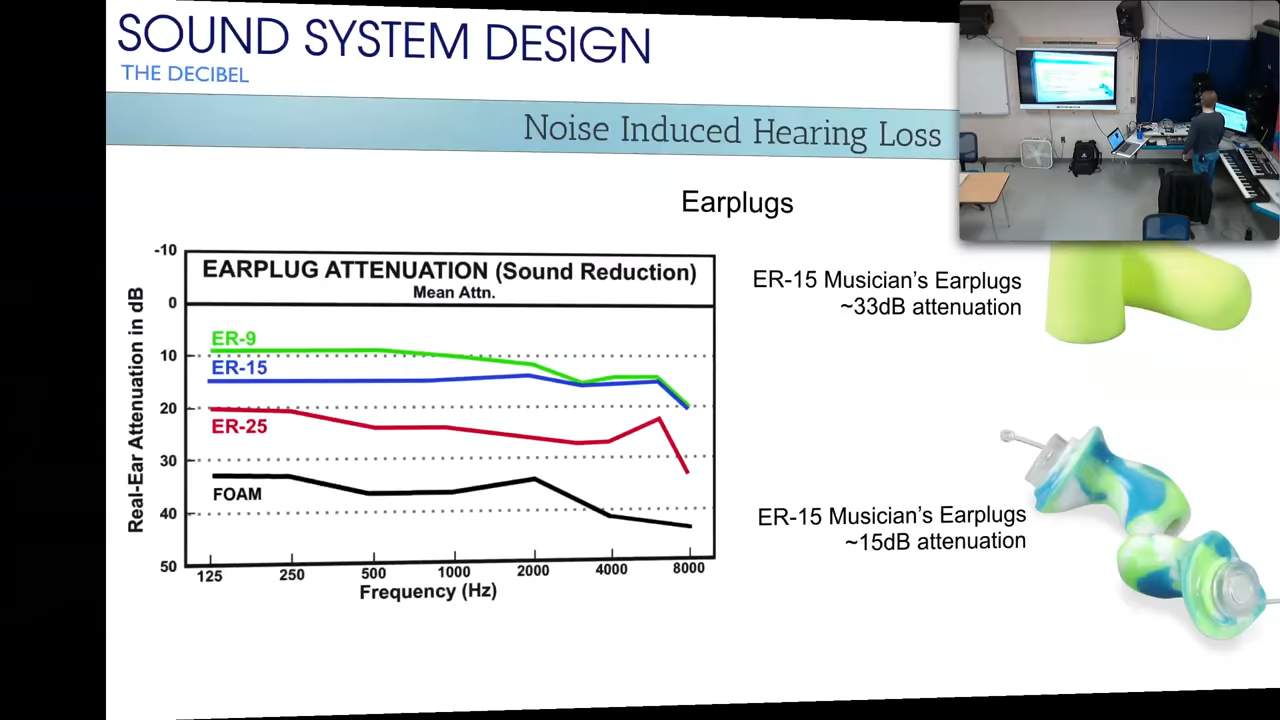 SOUND SYSTEM DESIGN
THE DECIBEL
Noise Induced Hearing Loss
Earplugs
EARPLUG ATTENUATION (Sound Reduction)
Mean Attn.
Real-Ear Attenuation in dB
-10
0
10
20
30
40
50
ER-9
ER-15
ER-25
FOAM
125 250 500 1000 2000 4000 8000
Frequency (Hz)
ER-15 Musician's Earplugs
~33dB attenuation
ER-15 Musician's Earplugs
~15dB attenuation